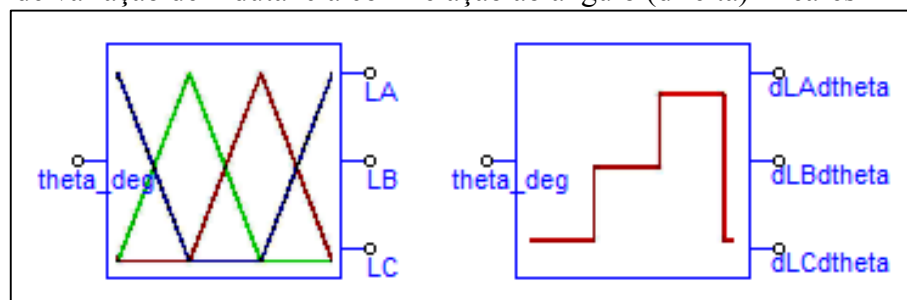 LA
theta_deg
LB
LC
dLAdtheta
theta_deg
dLBdtheta
dLCdtheta